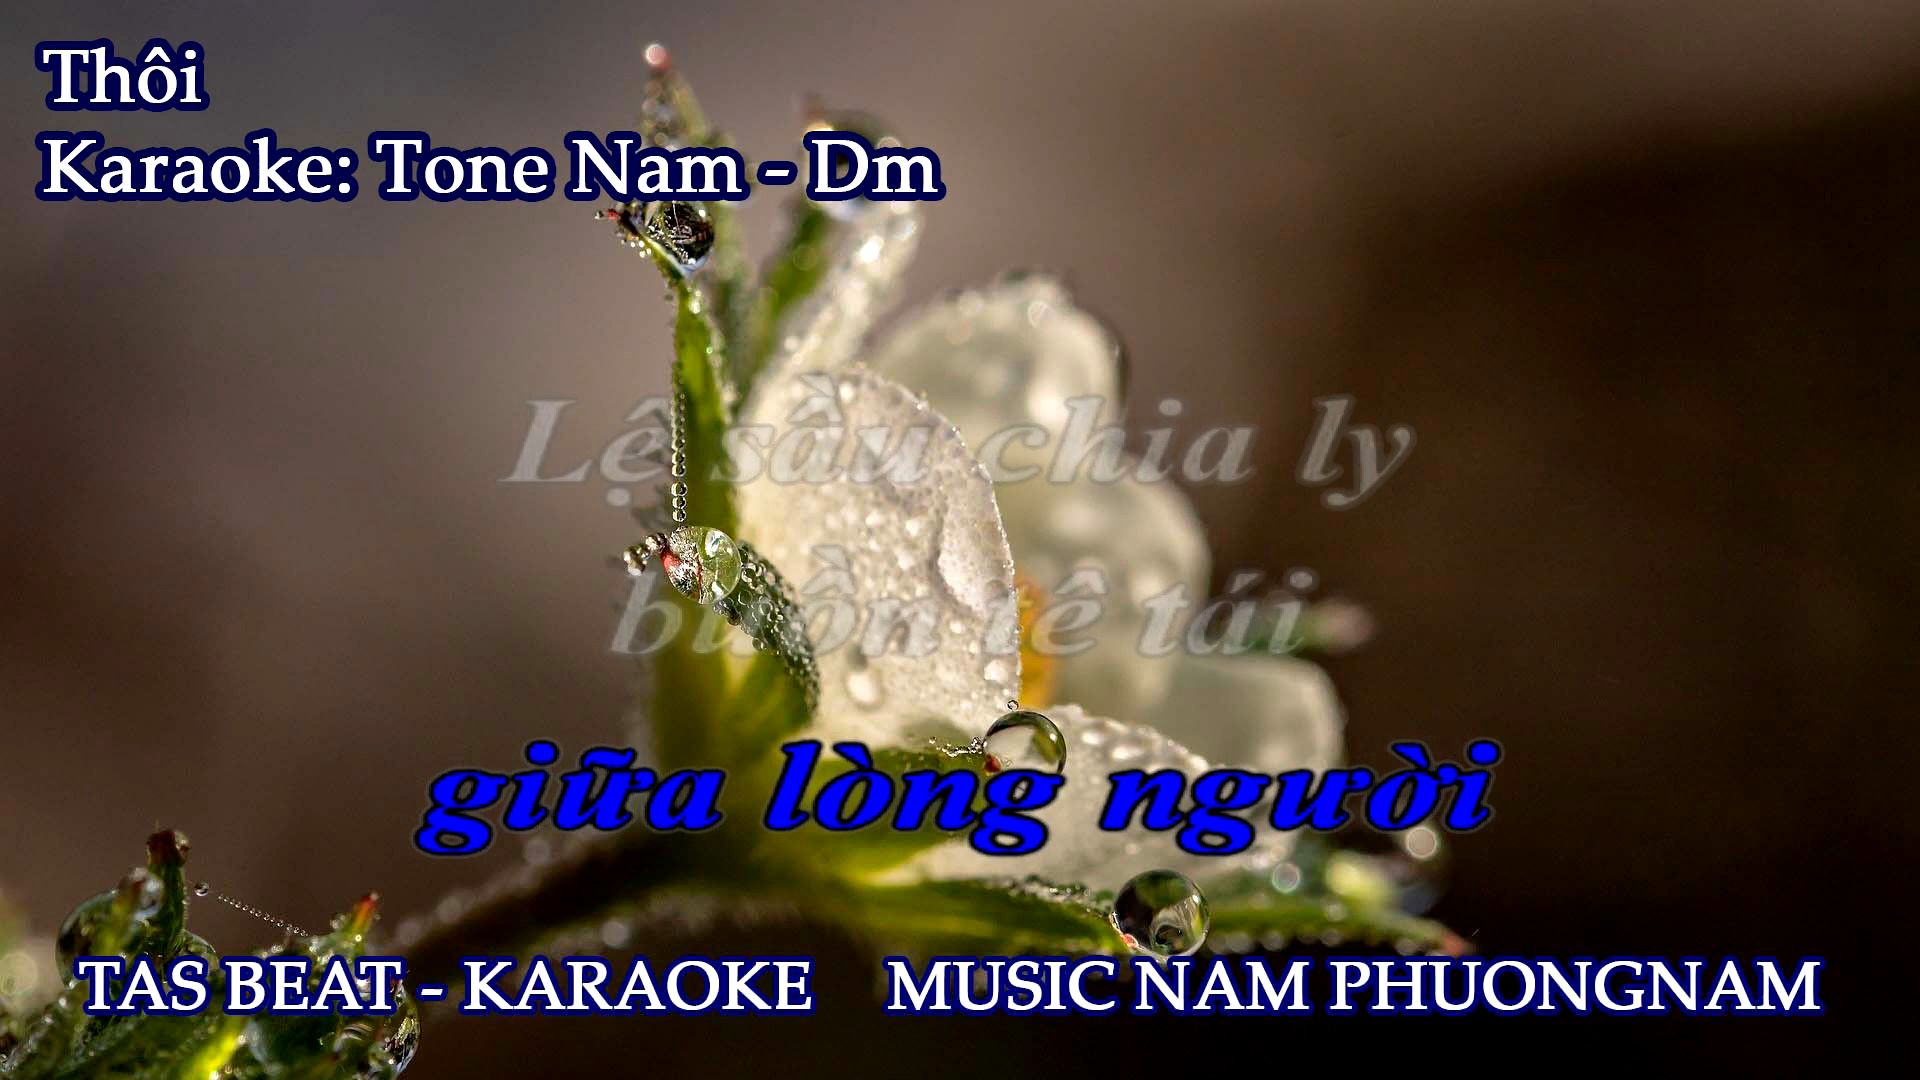 Thôi
Karaoke: Tone Nam - Dm
Lệ sầu chia ly
buồn tê tái
giữa lòng người
TAS BEAT - KARAOKE MUSIC NAM PHUONGNAM